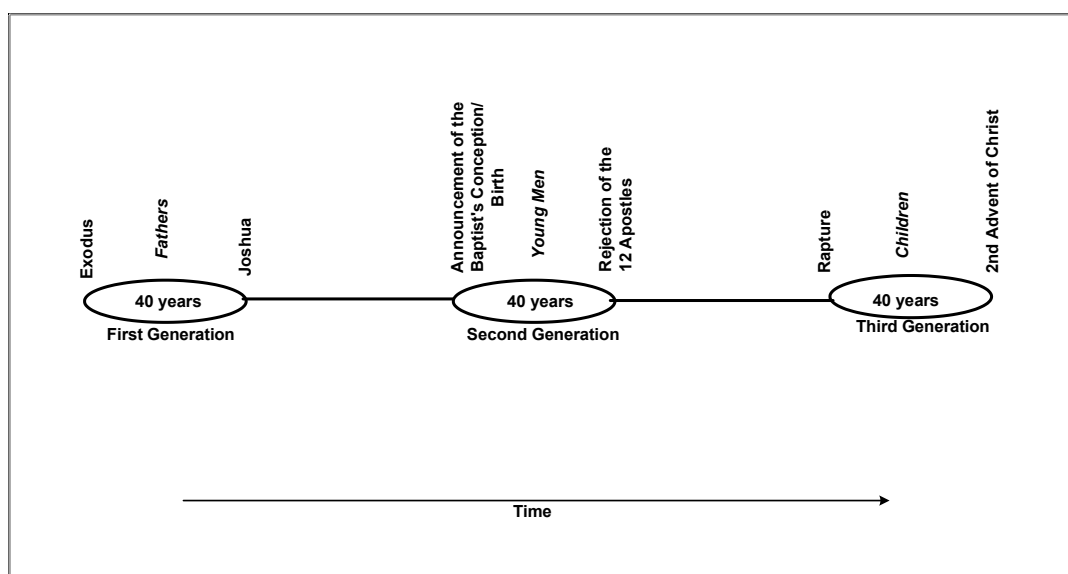 Exodus
Fathers
Joshua
40 years
First Generation
Announcement of the
Baptist's Conception/
Birth
Young Men
Rejection of the
12 Apostles
40 years
Second Generation
Rapture
Children
2nd Advent of Christ
40 years
Third Generation
Time